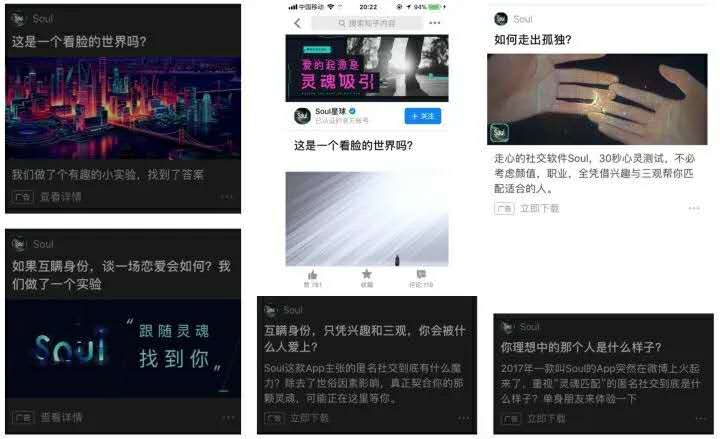 Soul
这是一个看脸的世界吗?
我们做了个有趣的小实验,找到了答案
广告 查看详情
Soul
如果互瞒身份,谈一场恋爱会如何?我
们做了一个实验
Soul
“跟随灵魂
找到你”
广告 查看详情
中国移动 20:22 74%
搜索知乎内容
爱的起源是
灵魂吸引
Soul星球
已认证的官方帐号
+ 关注
这是一个看脸的世界吗?
赞 761 收藏 评论 119
Soul
互瞒身份,只凭兴趣和三观,你会被什
么人爱上?
Soul这款App主张的匿名社交到底有什么魔
力?除去了世俗因素影响,真正契合你的那
颗灵魂,可能正在这里等你。
广告 立即下载
Soul
如何走出孤独?
走心的社交软件Soul,30秒心灵测试,不必
考虑颜值,职业,全凭借兴趣与三观帮你匹
配适合的人。
广告 立即下载
Soul
你理想中的那个人是什么样子?
2017年一款叫Soul的App突然在微博上火起
来了,重视“灵魂匹配”的匿名社交到底是什
么样子?单身朋友来体验一下
广告 立即下载